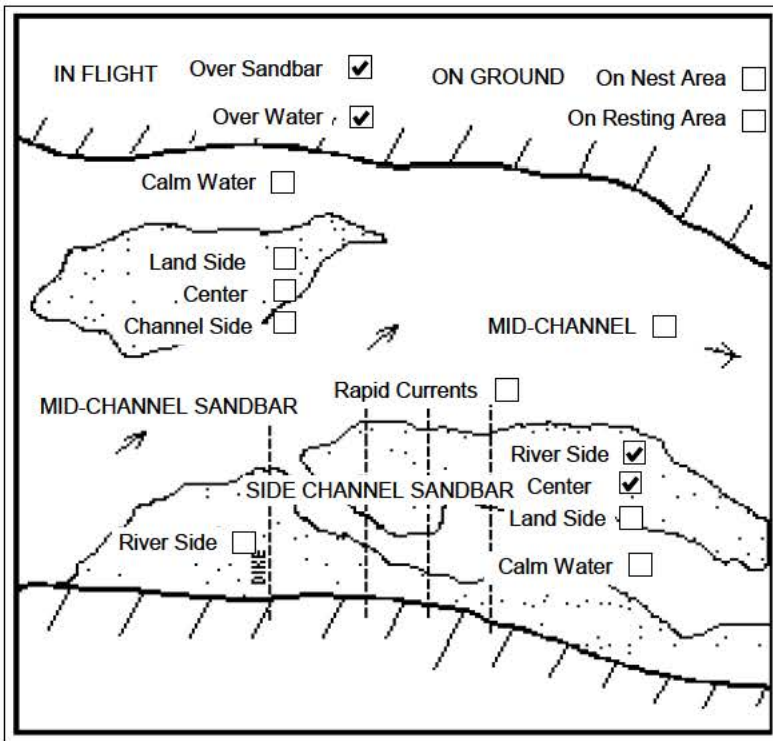 IN FLIGHT Over Sandbar ON GROUND On Nest Area
Over Water On Resting Area
Calm Water
Land Side
Center
Channel Side
MID-CHANNEL
Rapid Currents
MID-CHANNEL SANDBAR
River Side
SIDE CHANNEL SANDBAR Center
Land Side
River Side
DIKE
Calm Water